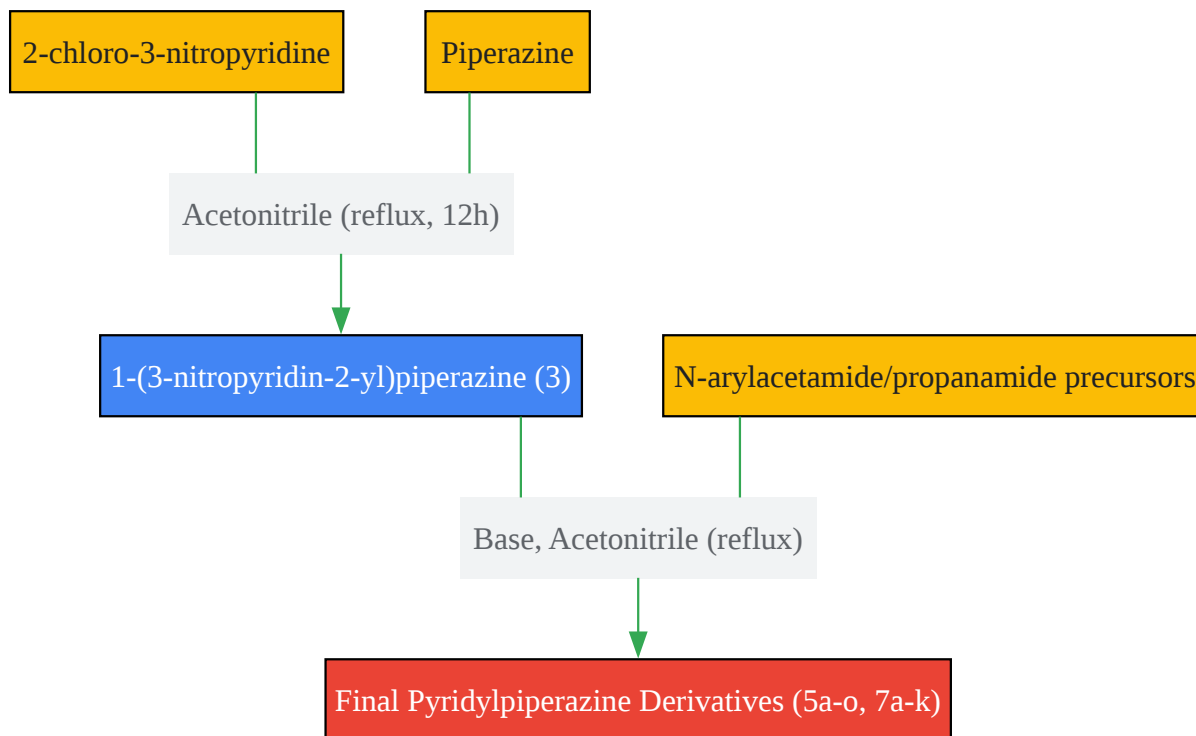 2-chloro-3-nitropyridine
Piperazine
Acetonitrile (reflux, 12h)
1-(3-nitropyridin-2-yl)piperazine (3)
N-arylacetamide/propanamide precursors
Base, Acetonitrile (reflux)
Final Pyridylpiperazine Derivatives (5a-o, 7a-k)